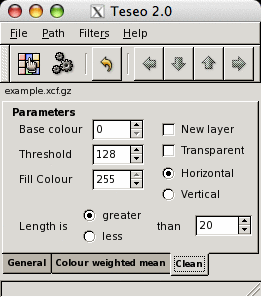 Teseo 2.0
File Path Filters Help
example.xcf.gz
Parameters
Base colour 0 New layer
Threshold 128 Transparent
Fill Colour 255 Horizontal
Vertical
Length is greater than 20
less
General Colour weighted mean Clean